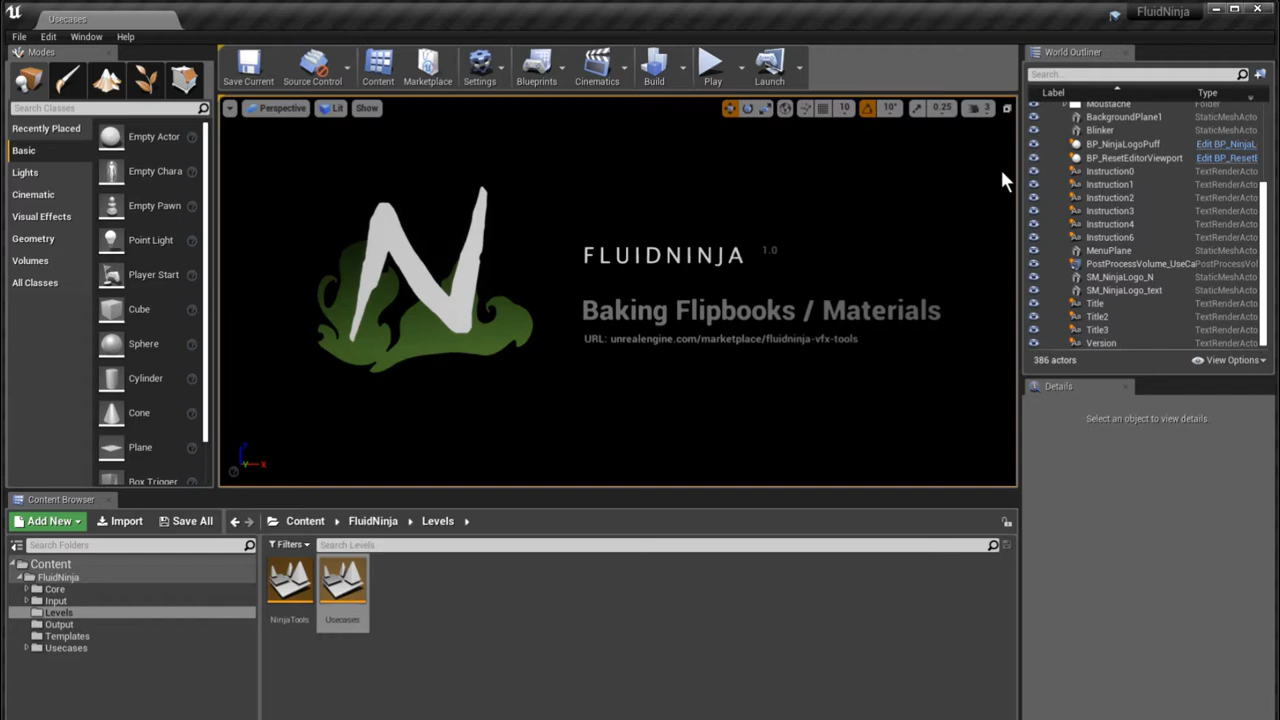 Usecases
FluidNinja
File Edit Window Help
Modes
Search Classes
Recently Placed
Basic
Lights
Cinematic
Visual Effects
Geometry
Volumes
All Classes
Empty Actor
Empty Chara
Empty Pawn
Point Light
Player Start
Cube
Sphere
Cylinder
Cone
Plane
Box Trigger
Save Current
Source Control
Content
Marketplace
Settings
Blueprints
Cinematics
Build
Play
Launch
Perspective
Lit
Show
10
10°
0.25
3
N
FLUIDNINJA 1.0
Baking Flipbooks / Materials
URL: unrealengine.com/marketplace/fluidninja-vfx-tools
World Outliner
Search...
Label Type
Moustache Folder
BackgroundPlane1 StaticMeshActo
Blinker StaticMeshActo
BP_NinjaLogoPuff Edit BP_NinjaL
BP_ResetEditorViewport Edit BP_ResetE
Instruction0 TextRenderActo
Instruction1 TextRenderActo
Instruction2 TextRenderActo
Instruction3 TextRenderActo
Instruction4 TextRenderActo
Instruction6 TextRenderActo
MenuPlane StaticMeshActo
PostProcessVolume_UseCa PostProcessVol
SM_NinjaLogo_N StaticMeshActo
SM_NinjaLogo_text StaticMeshActo
Title TextRenderActo
Title2 TextRenderActo
Title3 TextRenderActo
Version TextRenderActo
386 actors View Options
Details
Select an object to view details.
Content Browser
Add New Import Save All Content FluidNinja Levels
Search Folders
Filters Search Levels
Content
FluidNinja
Core
Input
Levels
Output
Templates
Usecases
NinjaTools
Usecases